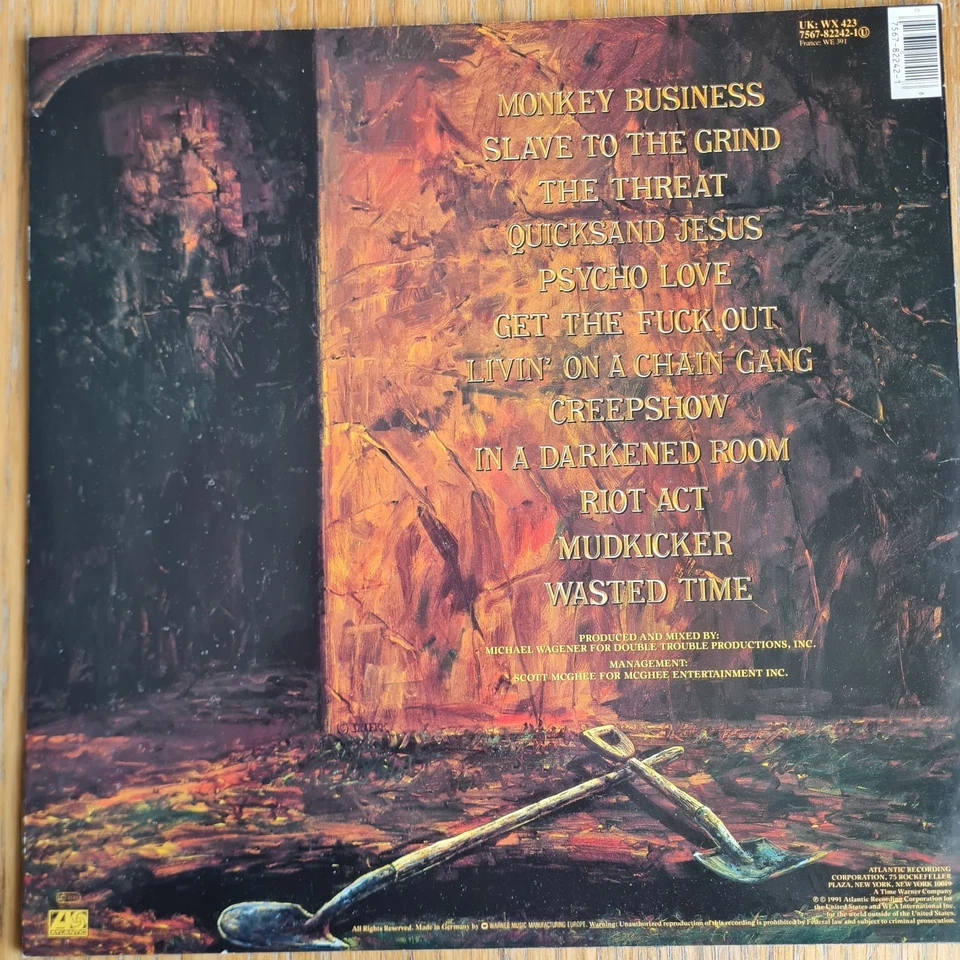 UK: WX 423
7567-82242-1 Ⓤ
France: WE 391
7567-82242-1
MONKEY BUSINESS
SLAVE TO THE GRIND
THE THREAT
QUICKSAND JESUS
PSYCHO LOVE
GET THE FUCK OUT
LIVIN' ON A CHAIN GANG
CREEPSHOW
IN A DARKENED ROOM
RIOT ACT
MUDKICKER
WASTED TIME
PRODUCED AND MIXED BY:
MICHAEL WAGENER FOR DOUBLE TROUBLE PRODUCTIONS, INC.
MANAGEMENT:
SCOTT MCGHEE FOR MCGHEE ENTERTAINMENT INC.
ATLANTIC RECORDING
CORPORATION, 75 ROCKEFELLER
PLAZA, NEW YORK, NEW YORK 10019
A Time Warner Company
℗ © 1991 Atlantic Recording Corporation for
the United States and WEA International Inc.
for the world outside of the United States.
All Rights Reserved. Made in Germany by WARNER MUSIC MANUFACTURING EUROPE. Warning: Unauthorized reproduction of this recording is prohibited by Federal law and subject to criminal prosecution.
ATLANTIC